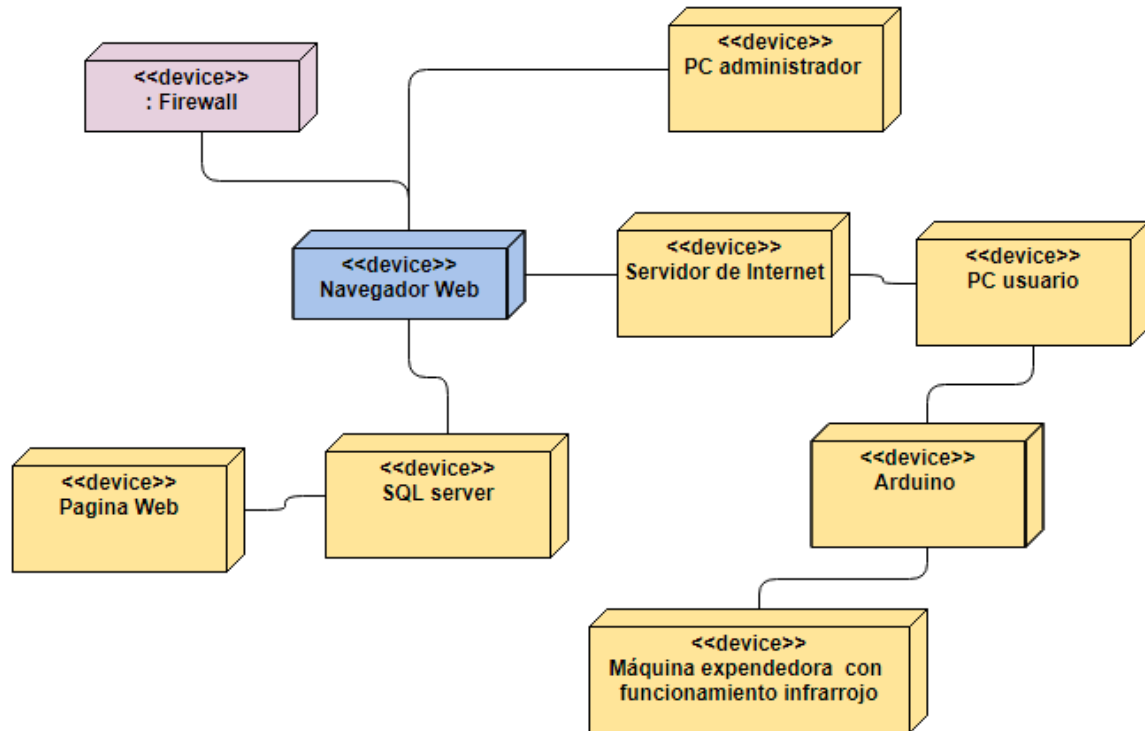 <<device>>
: Firewall
<<device>>
PC administrador
<<device>>
Navegador Web
<<device>>
Servidor de Internet
<<device>>
PC usuario
<<device>>
Pagina Web
<<device>>
SQL server
<<device>>
Arduino
<<device>>
Máquina expendedora con
funcionamiento infrarrojo